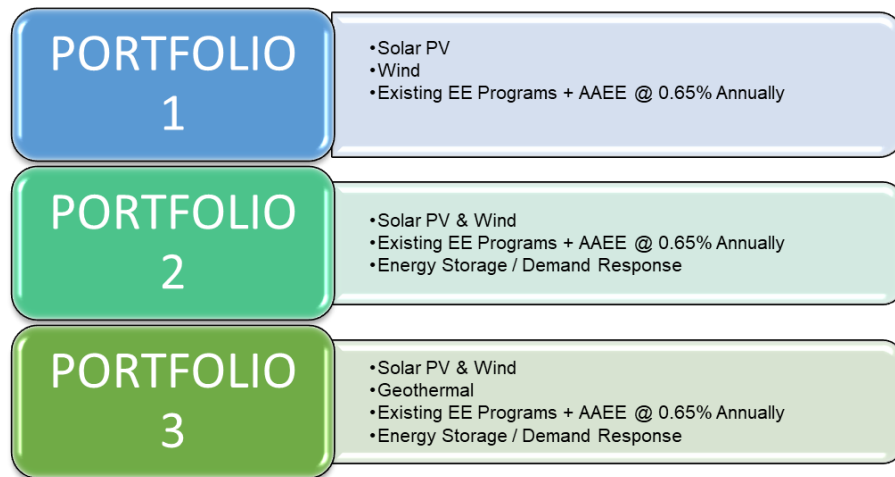 PORTFOLIO
1
•Solar PV
•Wind
•Existing EE Programs + AAEE @ 0.65% Annually
PORTFOLIO
2
•Solar PV & Wind
•Existing EE Programs + AAEE @ 0.65% Annually
•Energy Storage / Demand Response
PORTFOLIO
3
•Solar PV & Wind
•Geothermal
•Existing EE Programs + AAEE @ 0.65% Annually
•Energy Storage / Demand Response